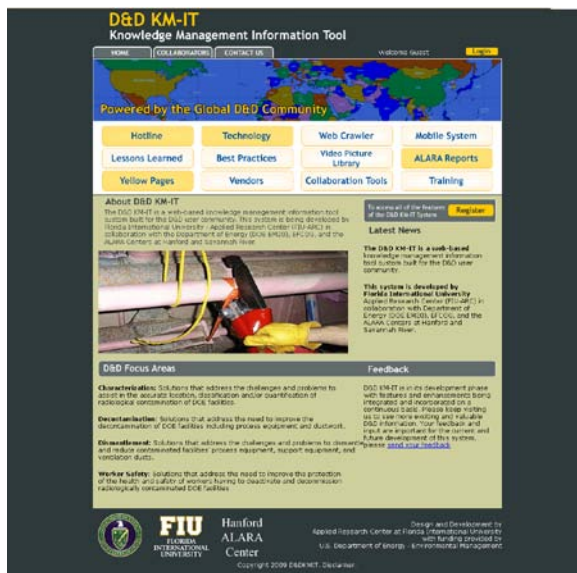 D&D KM-IT
Knowledge Management Information Tool
HOME COLLABORATORS CONTACT US Welcome Guest Login
Powered by the Global D&D Community
Hotline Technology Web Crawler Mobile System
Lessons Learned Best Practices Video Picture Library ALARA Reports
Yellow Pages Vendors Collaboration Tools Training
About D&D KM-IT
The D&D KM-IT is a web-based knowledge management information tool
system built for the D&D user community. This system is being developed by
Florida International University - Applied Research Center (FIU-ARC) in
collaboration with the Department of Energy (DOE EM20), EFCOG, and the
ALARA Centers at Hanford and Savannah River.
To access all of the features
of the D&D KM-IT System
Register
Latest News
The D&D KM-IT is a web-based
knowledge management information
tool system built for the D&D user
community.
This system is developed by
Florida International University
Applied Research Center (FIU-ARC) in
collaboration with Department of
Energy (DOE EM20), EFCOG, and the
ALARA Centers at Hanford and
Savannah River.
D&D Focus Areas
Characterization: Solutions that address the challenges and problems to
assist in the accurate location, classification and/or quantification of
radiological contamination of DOE facilities.
Decontamination: Solutions that address the need to improve the
decontamination of DOE facilities including process equipment and ductwork.
Dismantlement: Solutions that address the challenges and problems to dismantle
and reduce contaminated facilities' process equipment, support equipment, and
ventilation ducts.
Worker Safety: Solutions that address the need to improve the protection
of the health and safety of workers having to deactivate and decommission
radiologically contaminated DOE facilities
Feedback
D&D KM-IT is in its development phase
with features and enhancements being
integrated and incorporated on a
continuous basis. Please keep visiting
us to see more exciting and valuable
D&D information. Your feedback and
input are important for the current and
future development of this system,
please send your feedback
FIU
FLORIDA
INTERNATIONAL
UNIVERSITY
Hanford
ALARA
Center
Design and Development by
Applied Research Center at Florida International University
with funding provided by
U.S. Department of Energy - Environmental Management
Copyright 2009 D&DKMIT. Disclaimer